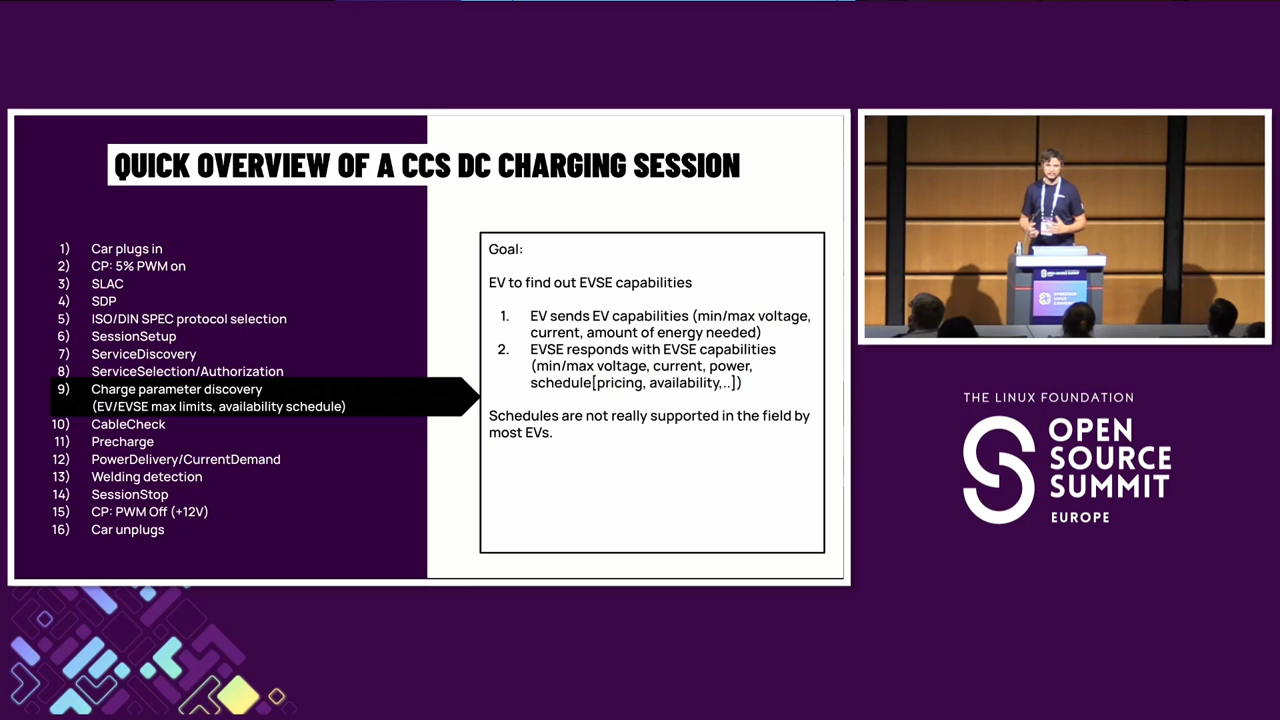 QUICK OVERVIEW OF A CCS DC CHARGING SESSION
1) Car plugs in
2) CP: 5% PWM on
3) SLAC
4) SDP
5) ISO/DIN SPEC protocol selection
6) SessionSetup
7) ServiceDiscovery
8) ServiceSelection/Authorization
9) Charge parameter discovery
(EV/EVSE max limits, availability schedule)
10) CableCheck
11) Precharge
12) PowerDelivery/CurrentDemand
13) Welding detection
14) SessionStop
15) CP: PWM Off (+12V)
16) Car unplugs
Goal:
EV to find out EVSE capabilities
1. EV sends EV capabilities (min/max voltage,
current, amount of energy needed)
2. EVSE responds with EVSE capabilities
(min/max voltage, current, power,
schedule[pricing, availability,..])
Schedules are not really supported in the field by
most EVs.
THE LINUX FOUNDATION
OPEN
SOURCE
SUMMIT
EUROPE